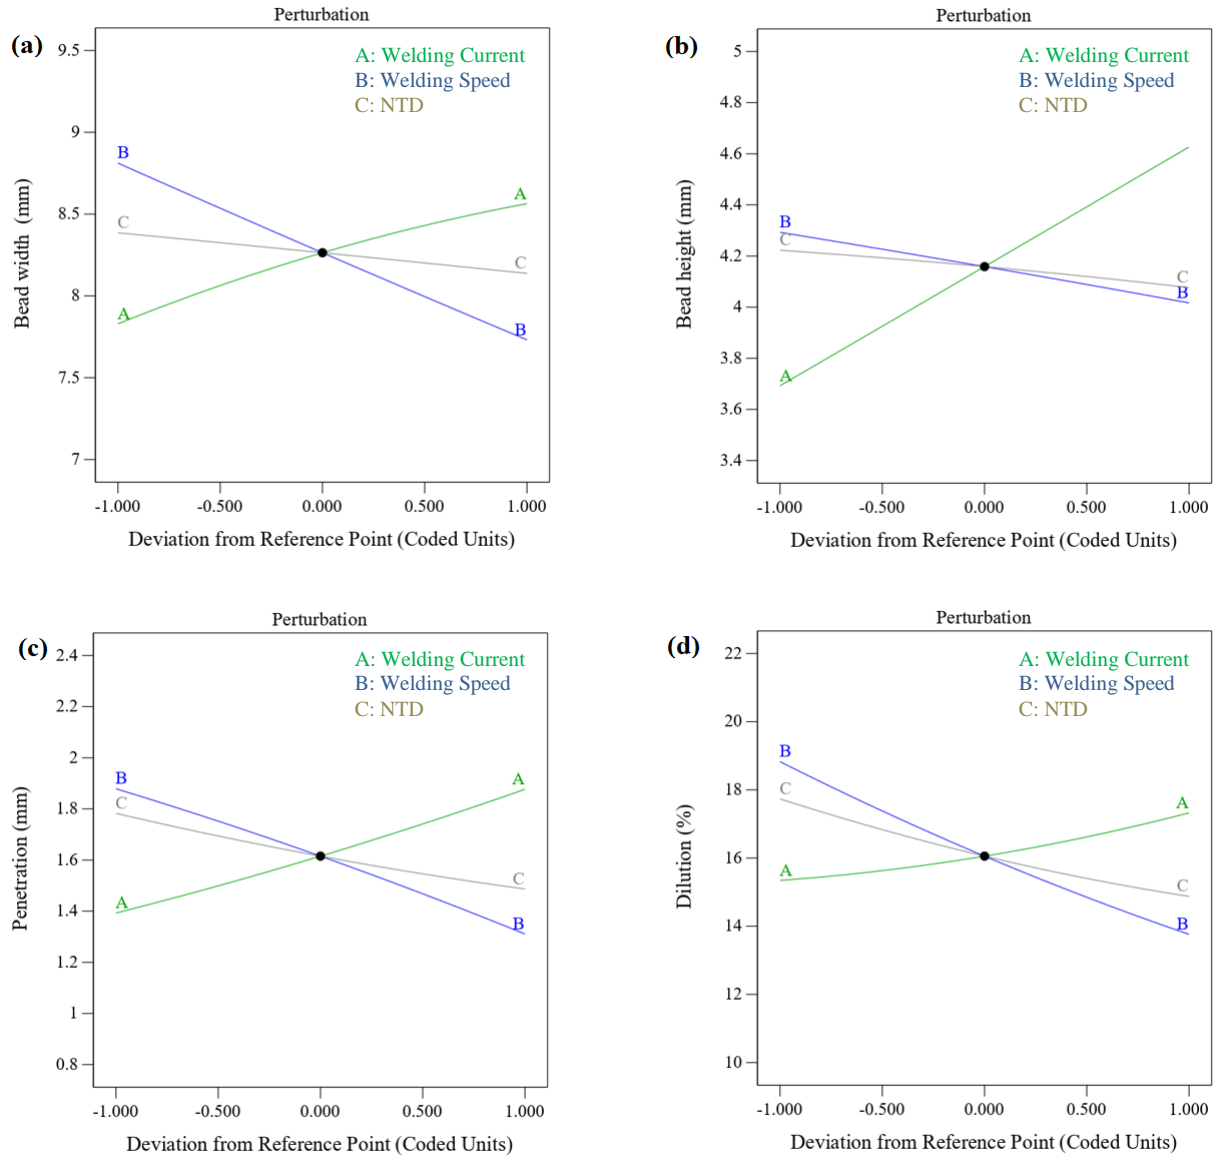 Perturbation
(a)
A: Welding Current
B: Welding Speed
C: NTD
9.5
9
8.5
8
7.5
7
Bead width (mm)
B
C
A
A
C
B
-1.000
-0.500
0.000
0.500
1.000
Deviation from Reference Point (Coded Units)
Perturbation
(b)
A: Welding Current
B: Welding Speed
C: NTD
5
4.8
4.6
4.4
4.2
4
3.8
3.6
3.4
Bead height (mm)
B
C
A
C
B
-1.000
-0.500
0.000
0.500
1.000
Deviation from Reference Point (Coded Units)
Perturbation
(c)
A: Welding Current
B: Welding Speed
C: NTD
2.4
2.2
2
1.8
1.6
1.4
1.2
1
0.8
Penetration (mm)
B
C
A
A
C
B
-1.000
-0.500
0.000
0.500
1.000
Deviation from Reference Point (Coded Units)
Perturbation
(d)
A: Welding Current
B: Welding Speed
C: NTD
22
20
18
16
14
12
10
Dilution (%)
B
C
A
A
C
B
-1.000
-0.500
0.000
0.500
1.000
Deviation from Reference Point (Coded Units)